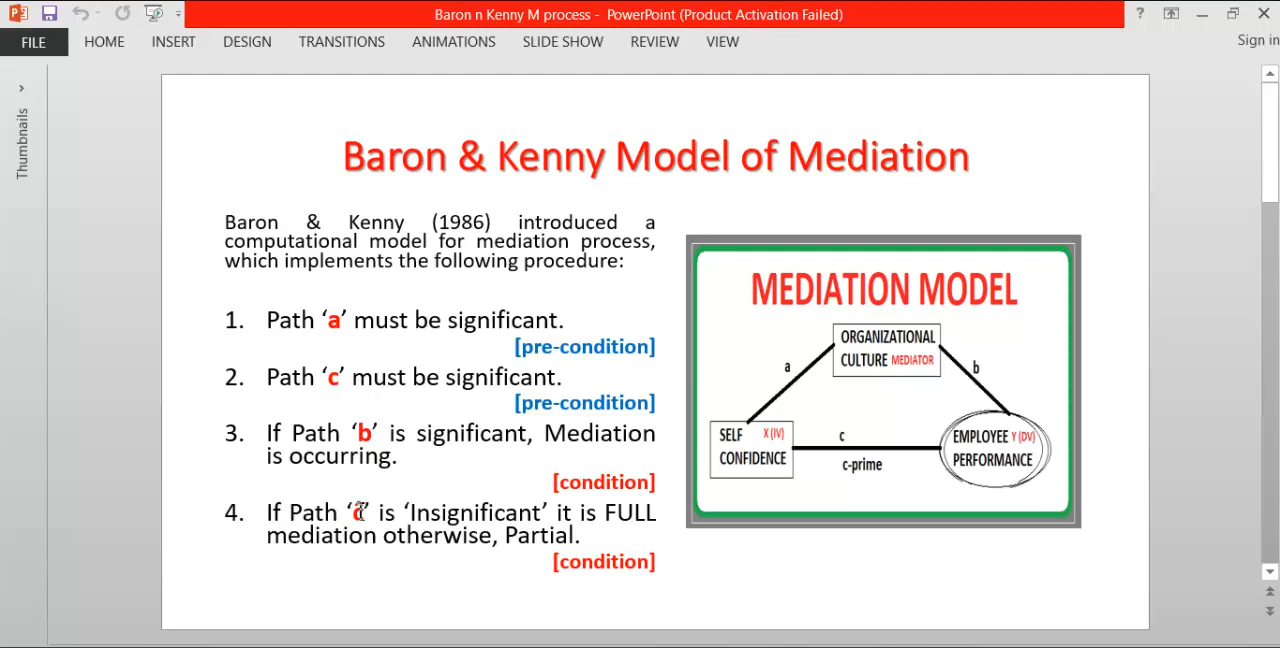 Baron n Kenny M process - PowerPoint (Product Activation Failed)
?
FILE HOME INSERT DESIGN TRANSITIONS ANIMATIONS SLIDE SHOW REVIEW VIEW
Sign in
Thumbnails
Baron & Kenny Model of Mediation
Baron & Kenny (1986) introduced a
computational model for mediation process,
which implements the following procedure:
1. Path ‘a’ must be significant.
[pre-condition]
2. Path ‘c’ must be significant.
[pre-condition]
3. If Path ‘b’ is significant, Mediation
is occurring.
[condition]
4. If Path ‘c̀’ is ‘Insignificant’ it is FULL
mediation otherwise, Partial.
[condition]
MEDIATION MODEL
ORGANIZATIONAL
CULTURE MEDIATOR
a
b
SELF X (IV)
CONFIDENCE
c
c-prime
EMPLOYEE Y (DV)
PERFORMANCE